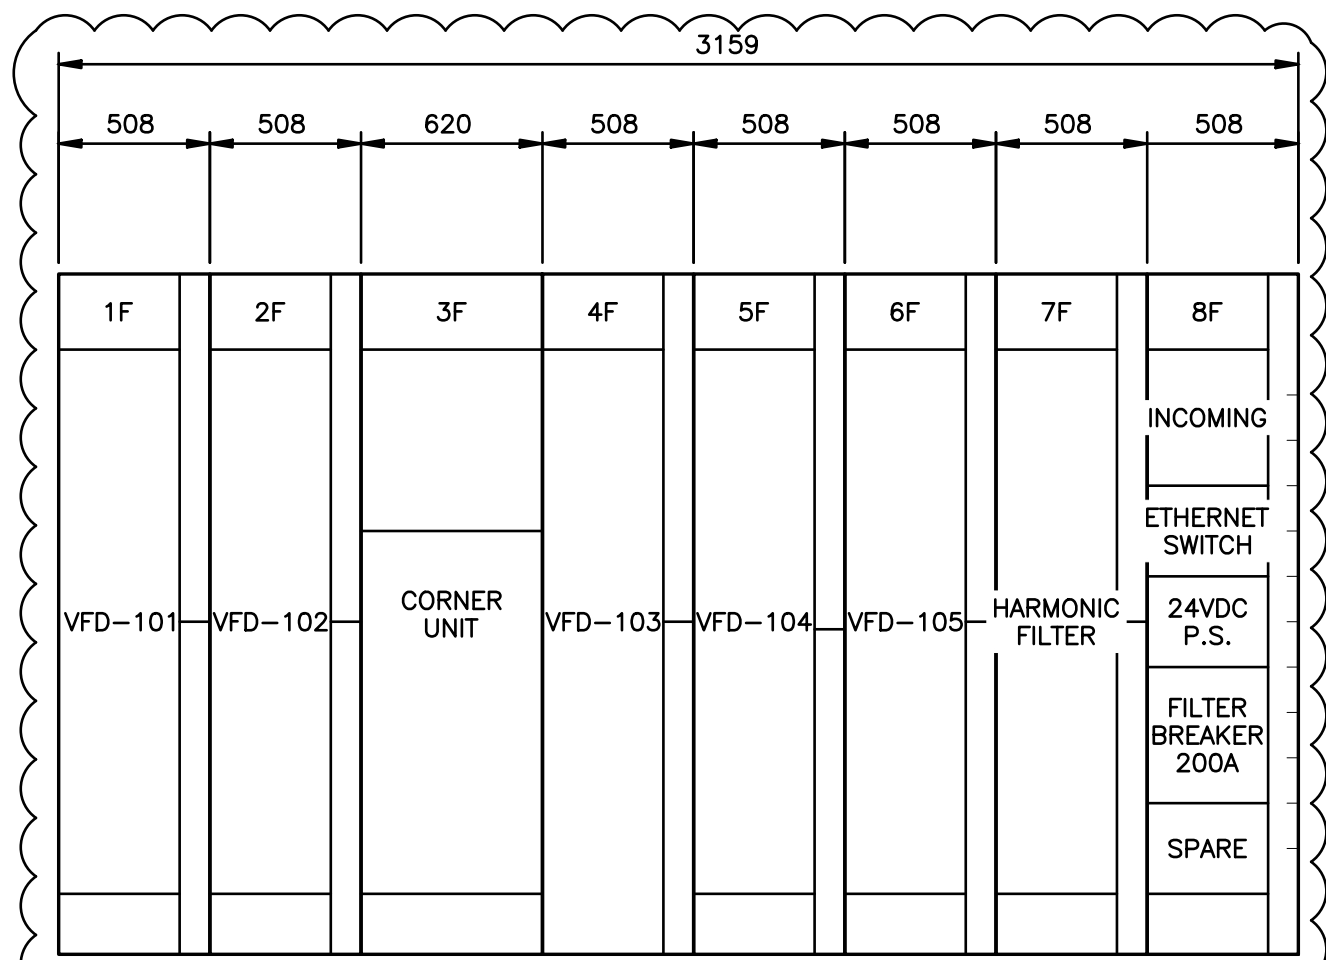 3159
508 508 620 508 508 508 508 508
1F 2F 3F 4F 5F 6F 7F 8F
INCOMING
ETHERNET
SWITCH
VFD-101 VFD-102
CORNER
UNIT
VFD-103 VFD-104 VFD-105
HARMONIC
FILTER
24VDC
P.S.
FILTER
BREAKER
200A
SPARE